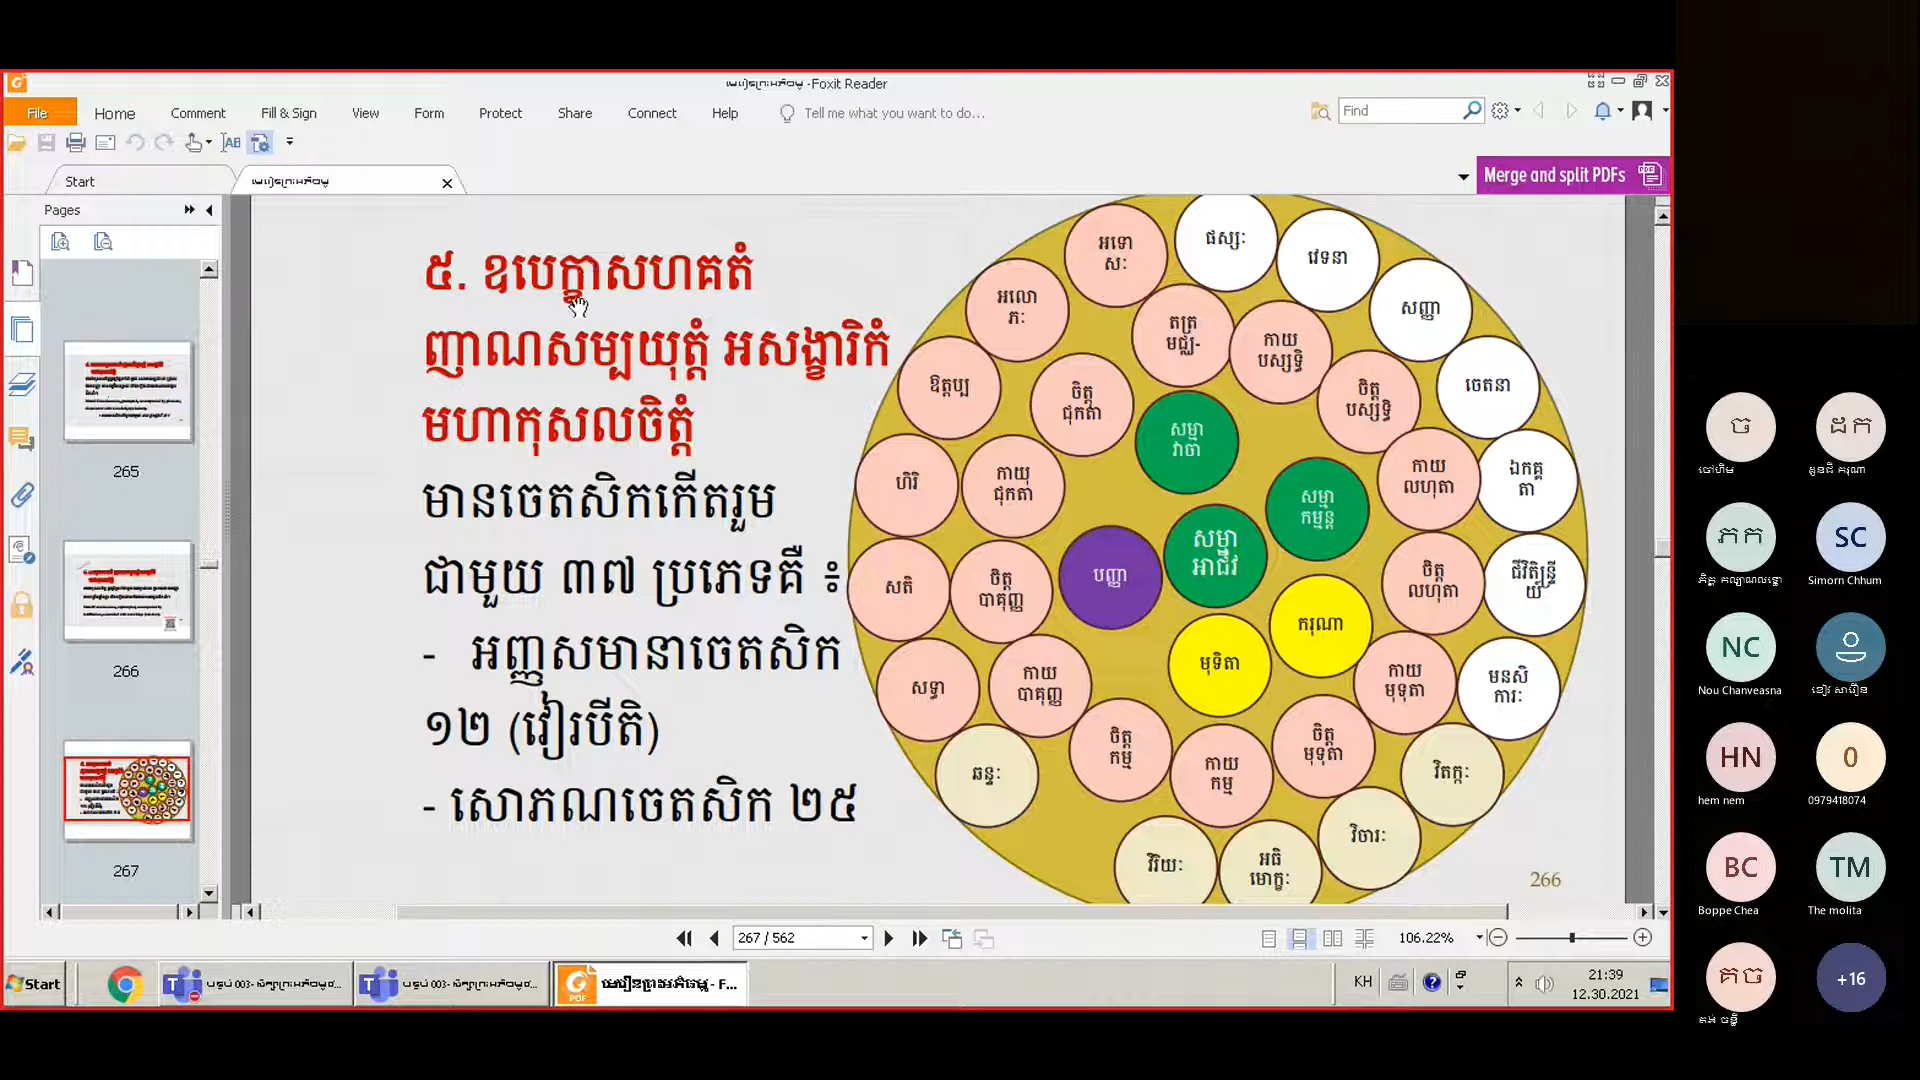 -Foxit Reader
File
Home
Comment
Fill & Sign
View
Form
Protect
Share
Connect
Help
Tell me what you want to do...
Find
Start
Merge and split PDFs
Pages
265
266
267
៥. ឧបេក្ខាសហគតំ
ញាណសម្បយុត្តំ អសង្ខារិកំ
មហាកុសលចិត្តំ
មានចេតសិកកើតរួម
ជាមួយ ៣៧ ប្រភេទគឺ ៖
- អញ្ញសមានាចេតសិក
១២ (វៀរបីតិ)
- សោភណចេតសិក ២៥
អទោ
សៈ
ផស្សៈ
វេទនា
សញ្ញា
ចេតនា
ឯកគ្គ
តា
ជីវិតិន្ទ្រិ
យ
មនសិ
ការៈ
វិតក្កៈ
វិចារៈ
អធិ
មោក្ខៈ
វិរិយៈ
ឆន្ទៈ
សទ្ធា
សតិ
ហិរិ
ឱត្តប្ប
អលោ
ភៈ
តត្រ
មជ្ឈ-
កាយ
បស្សទ្ធិ
ចិត្ត
បស្សទ្ធិ
កាយ
លហុតា
ចិត្ត
លហុតា
កាយ
មុទុតា
ចិត្ត
មុទុតា
កាយ
កម្ម
ចិត្ត
កម្ម
កាយ
បាគុញ្ញ
ចិត្ត
បាគុញ្ញ
កាយុ
ជុកតា
ចិត្ត
ជុកតា
សម្មា
វាចា
សម្មា
កម្មន្ត
សម្មា
អាជីវ
បញ្ញា
ករុណា
មុទិតា
266
267 / 562
106.22%
Start
KH
21:39
12.30.2021
ច
ដក
ភក
SC
Simorn Chhum
NC
Nou Chanveasna
HN
hem nem
0
0979418074
BC
Boppe Chea
TM
The molita
គច
+16